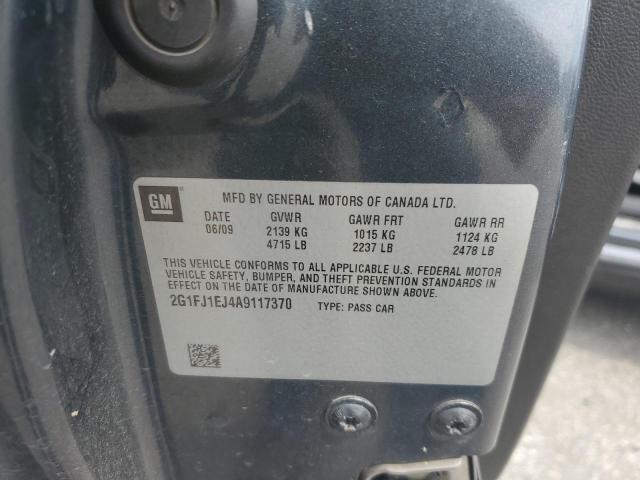 GM
MFD BY GENERAL MOTORS OF CANADA LTD.
DATE GVWR GAWR FRT GAWR RR
06/09 2139 KG 1015 KG 1124 KG
4715 LB 2237 LB 2478 LB
THIS VEHICLE CONFORMS TO ALL APPLICABLE U.S. FEDERAL MOTOR
VEHICLE SAFETY, BUMPER, AND THEFT PREVENTION STANDARDS IN
EFFECT ON THE DATE OF MANUFACTURE SHOWN ABOVE.
2G1FJ1EJ4A9117370 TYPE: PASS CAR